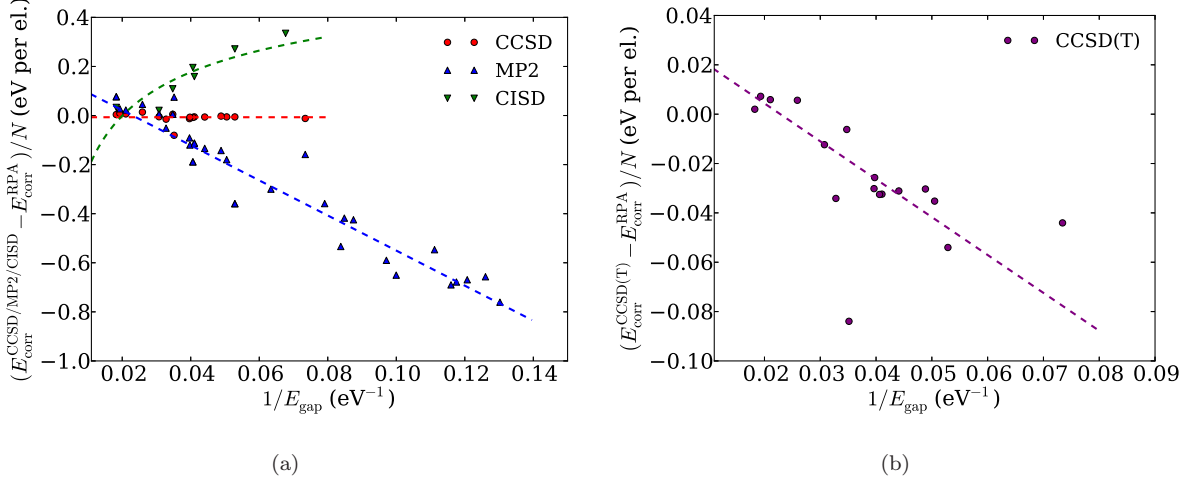 0.4
0.2
0.0
−0.2
−0.4
−0.6
−0.8
−1.0
(E_corr^CCSD/MP2/CISD − E_corr^RPA)/N (eV per el.)
CCSD
MP2
CISD
0.02 0.04 0.06 0.08 0.10 0.12 0.14
1/E_gap (eV⁻¹)
(a)
0.04
0.02
0.00
−0.02
−0.04
−0.06
−0.08
−0.10
(E_corr^CCSD(T) − E_corr^RPA)/N (eV per el.)
CCSD(T)
0.02 0.03 0.04 0.05 0.06 0.07 0.08 0.09
1/E_gap (eV⁻¹)
(b)